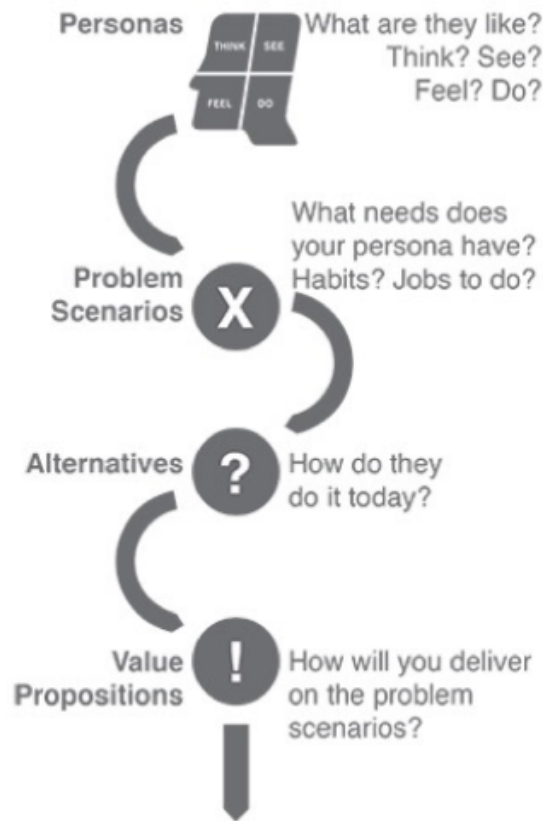 Personas
THINK SEE
FEEL DO
What are they like?
Think? See?
Feel? Do?
What needs does
your persona have?
Habits? Jobs to do?
Problem
Scenarios
X
Alternatives
?
How do they
do it today?
Value
Propositions
!
How will you deliver
on the problem
scenarios?